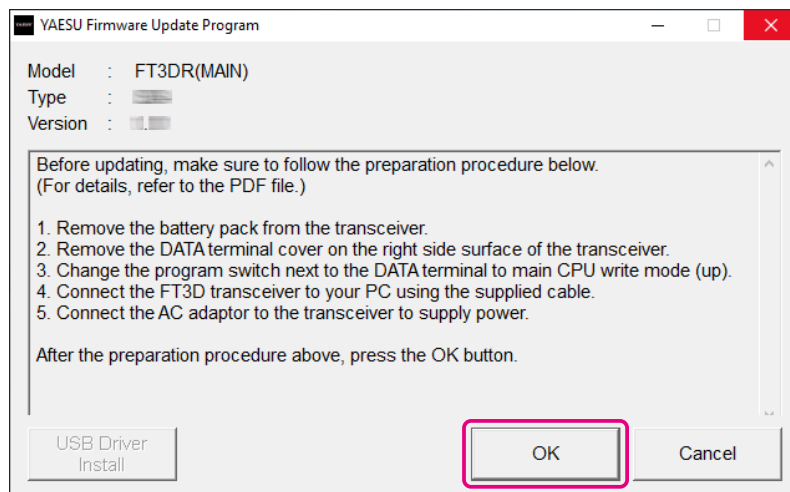 YAESU Firmware Update Program
Model : FT3DR(MAIN)
Type :
Version :
Before updating, make sure to follow the preparation procedure below.
(For details, refer to the PDF file.)
1. Remove the battery pack from the transceiver.
2. Remove the DATA terminal cover on the right side surface of the transceiver.
3. Change the program switch next to the DATA terminal to main CPU write mode (up).
4. Connect the FT3D transceiver to your PC using the supplied cable.
5. Connect the AC adaptor to the transceiver to supply power.
After the preparation procedure above, press the OK button.
USB Driver
Install
OK
Cancel